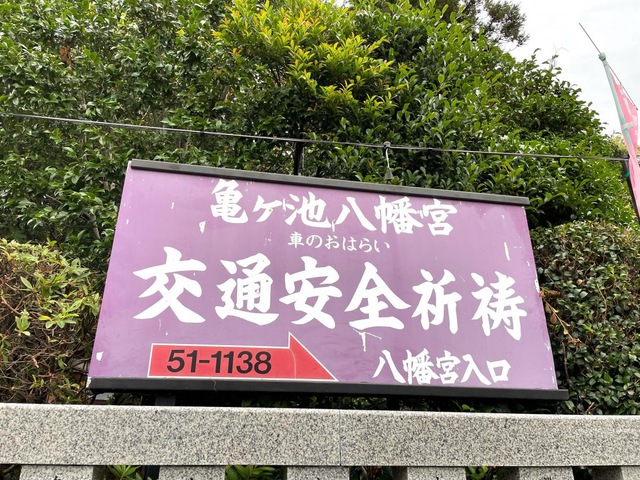 亀ヶ池八幡宮
車のおはらい
交通安全祈祷
51-1138
八幡宮入口